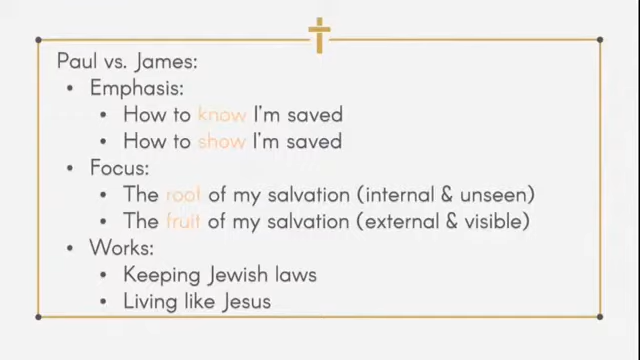 Paul vs. James:
• Emphasis:
• How to know I'm saved
• How to show I'm saved
• Focus:
• The root of my salvation (internal & unseen)
• The fruit of my salvation (external & visible)
• Works:
• Keeping Jewish laws
• Living like Jesus